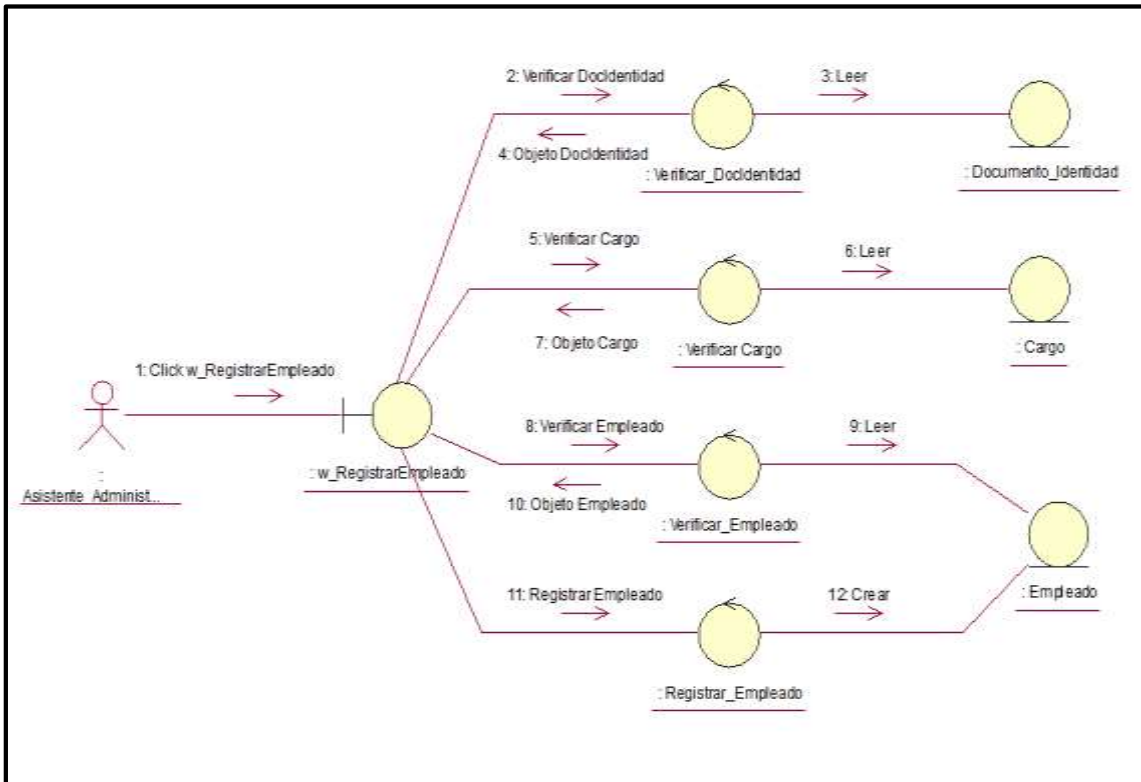 2: Verificar DocIdentidad
3: Leer
4: Objeto DocIdentidad
: Verificar_DocIdentidad
: Documento_Identidad
5: Verificar Cargo
6: Leer
7: Objeto Cargo
: Verificar Cargo
: Cargo
1: Click w_RegistrarEmpleado
:
Asistente Administ...
: w_RegistrarEmpleado
8: Verificar Empleado
9: Leer
10: Objeto Empleado
: Verificar_Empleado
: Empleado
11: Registrar Empleado
12: Crear
: Registrar_Empleado